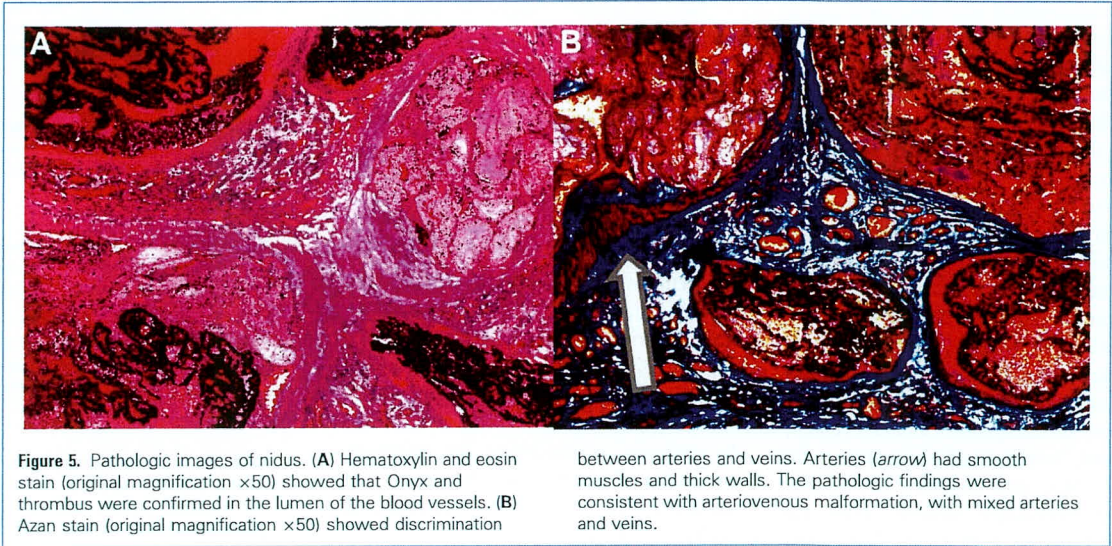 A
B
Figure 5. Pathologic images of nidus. (A) Hematoxylin and eosin
stain (original magnification ×50) showed that Onyx and
thrombus were confirmed in the lumen of the blood vessels. (B)
Azan stain (original magnification ×50) showed discrimination
between arteries and veins. Arteries (arrow) had smooth
muscles and thick walls. The pathologic findings were
consistent with arteriovenous malformation, with mixed arteries
and veins.